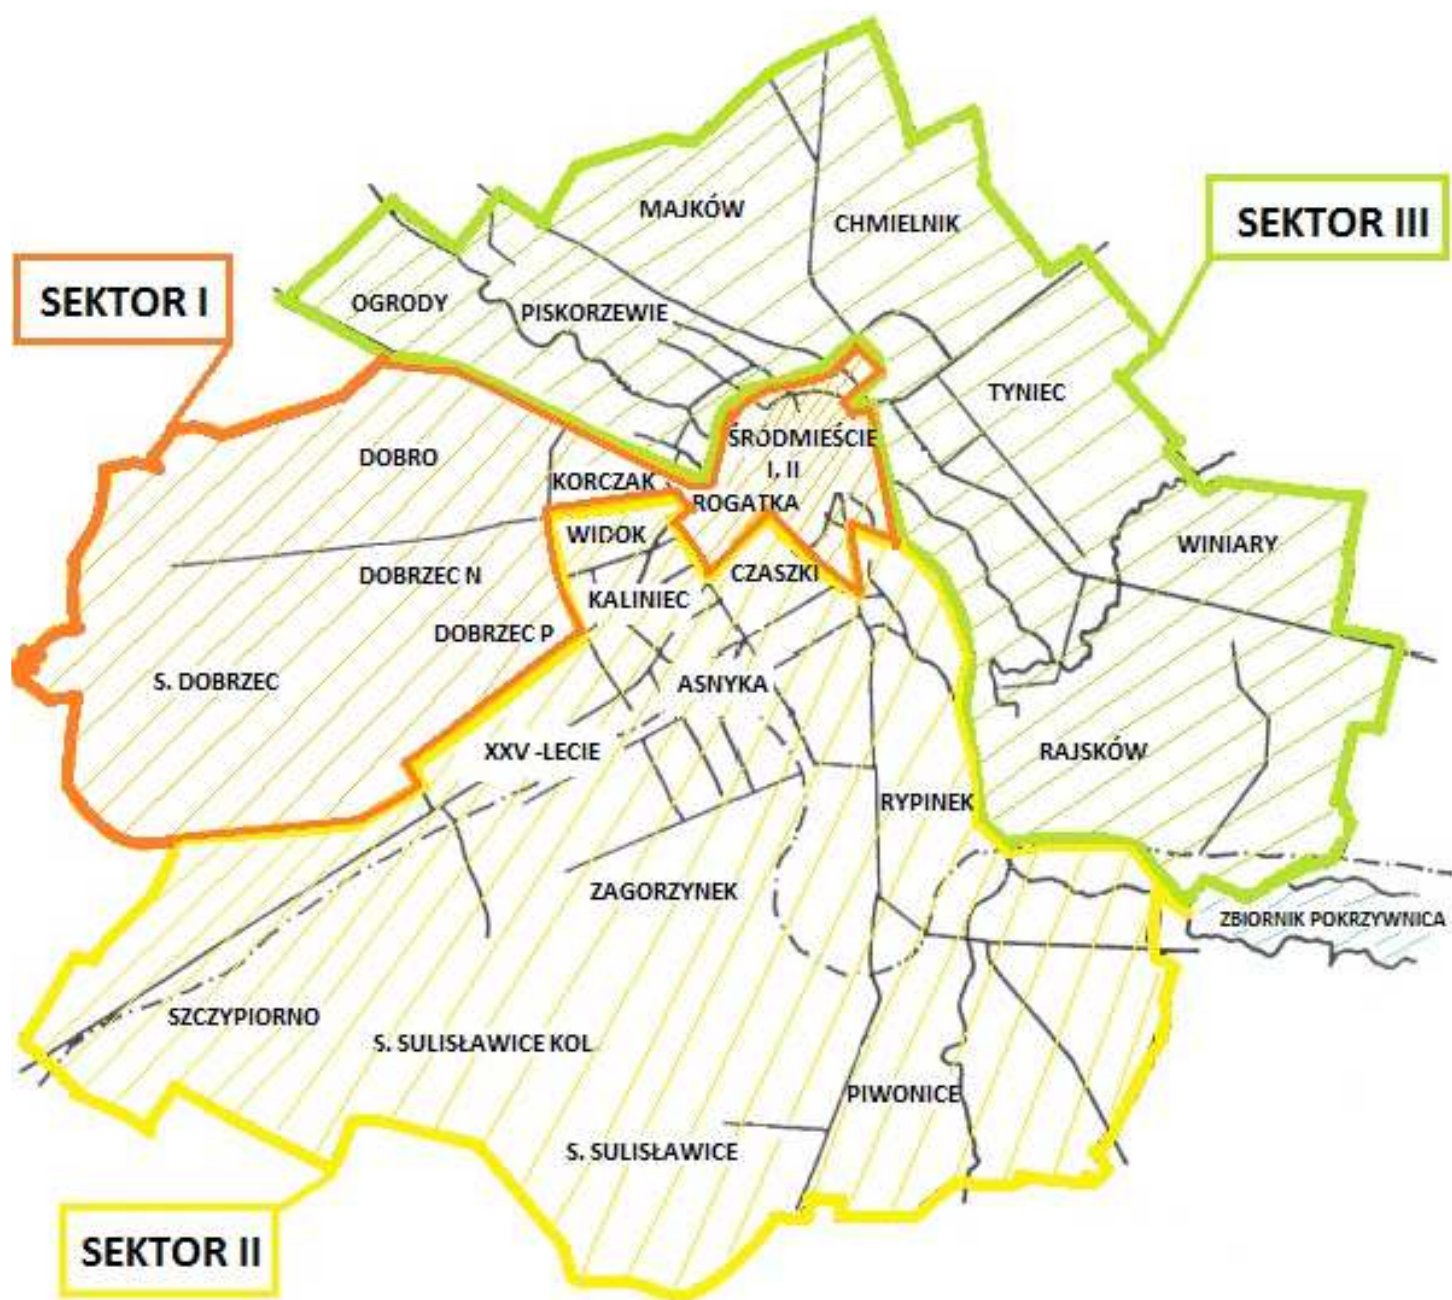 MAJKÓW
CHMIELNIK
SEKTOR III
SEKTOR I
OGRODY
PISKORZEWIE
TYNIEC
ŚRODMIEŚCIE
I, II
DOBRO
KORCZAK
ROGATKA
WIDOK
WINIARY
DOBRZEC N
CZASZKI
KALINIEC
DOBRZEC P
S. DOBRZEC
ASNYKA
XXV -LECIE
RAJSKÓW
RYPINEK
ZAGORZYNEK
ZBIORNIK POKRZYWNICA
SZCZYPIORNO
S. SULISŁAWICE KOL
PIWONICE
S. SULISŁAWICE
SEKTOR II